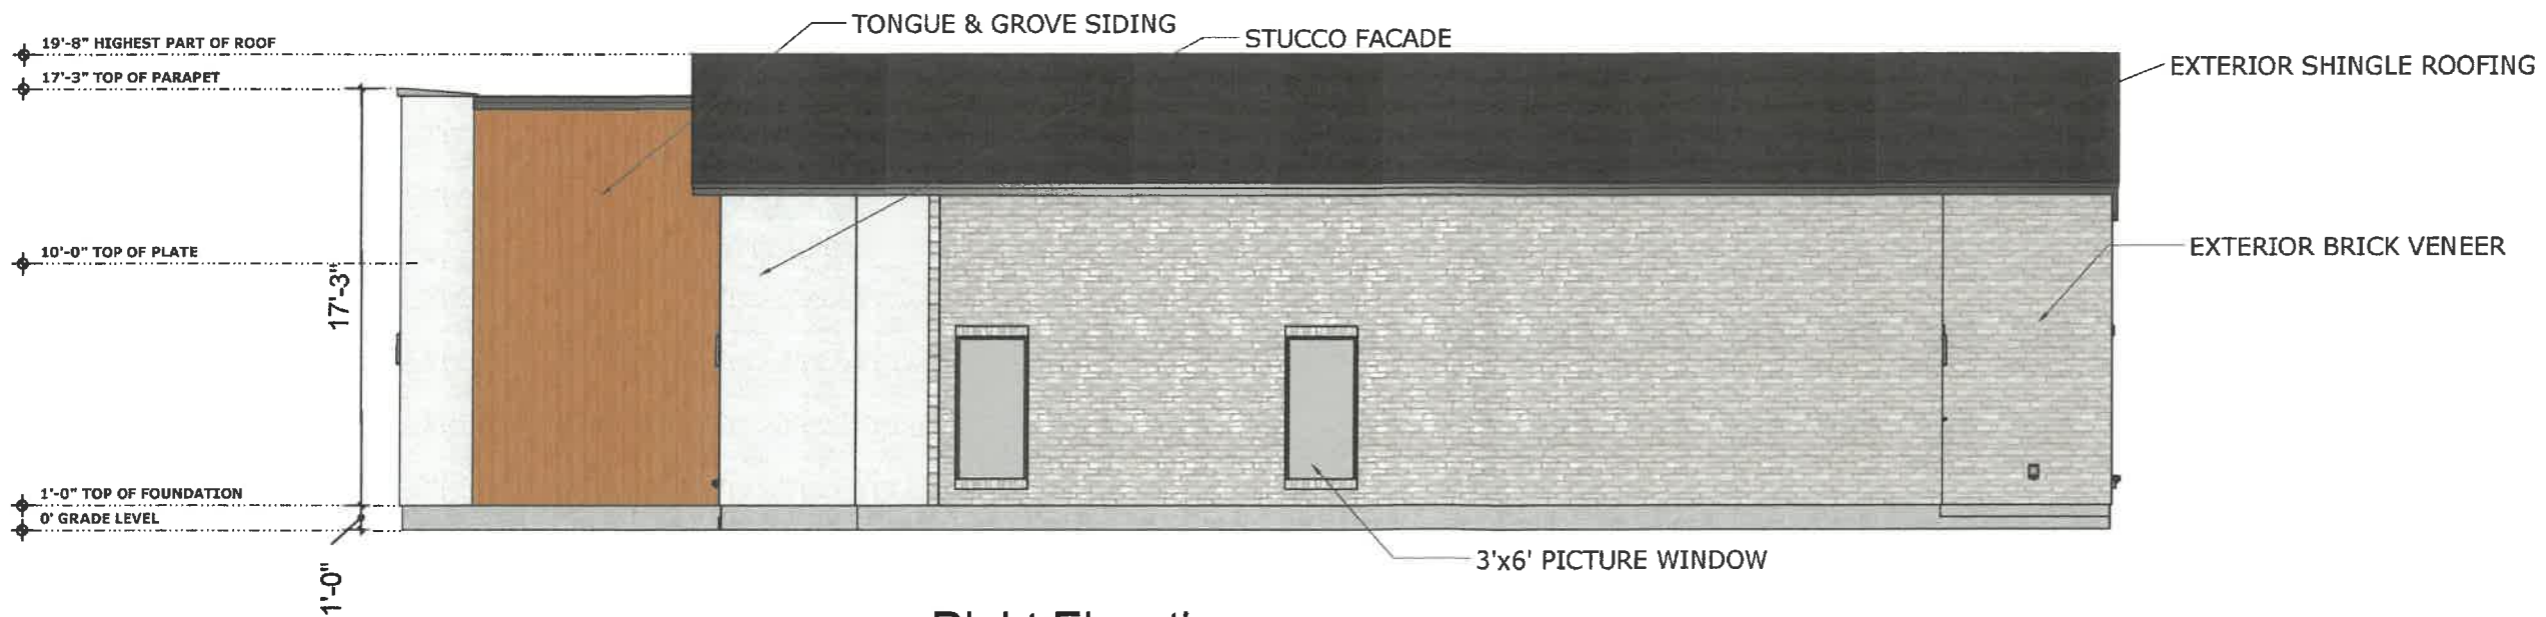 TONGUE & GROVE SIDING
STUCCO FACADE
EXTERIOR SHINGLE ROOFING
19'-8" HIGHEST PART OF ROOF
17'-3" TOP OF PARAPET
10'-0" TOP OF PLATE
17'-3"
EXTERIOR BRICK VENEER
1'-0" TOP OF FOUNDATION
0' GRADE LEVEL
3'x6' PICTURE WINDOW
1'-0"